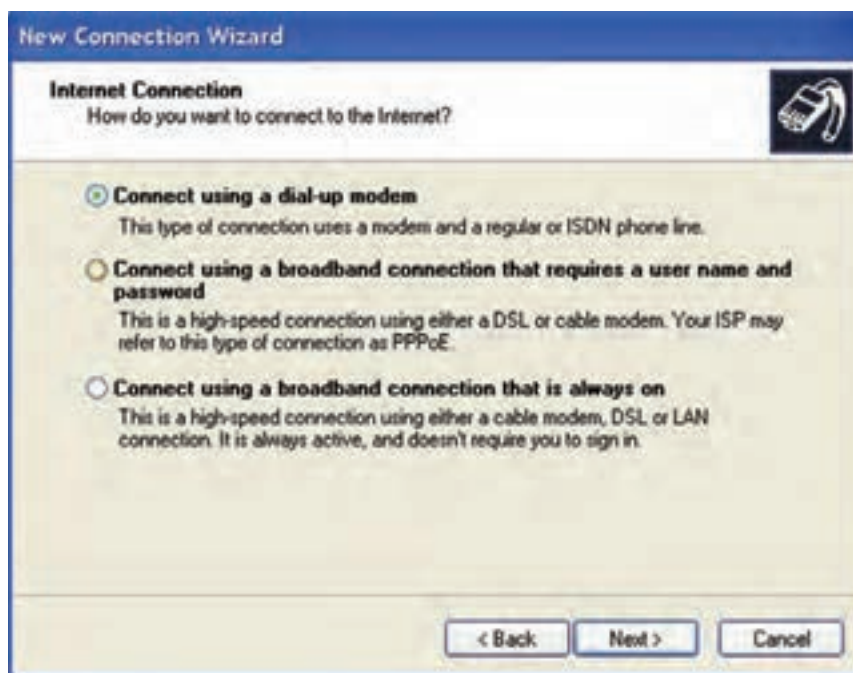 New Connection Wizard
Internet Connection
How do you want to connect to the Internet?
Connect using a dial-up modem
This type of connection uses a modem and a regular or ISDN phone line.
Connect using a broadband connection that requires a user name and
password
This is a high-speed connection using either a DSL or cable modem. Your ISP may
refer to this type of connection as PPPoE.
Connect using a broadband connection that is always on
This is a high-speed connection using either a cable modem, DSL or LAN
connection. It is always active, and doesn't require you to sign in.
< Back Next > Cancel